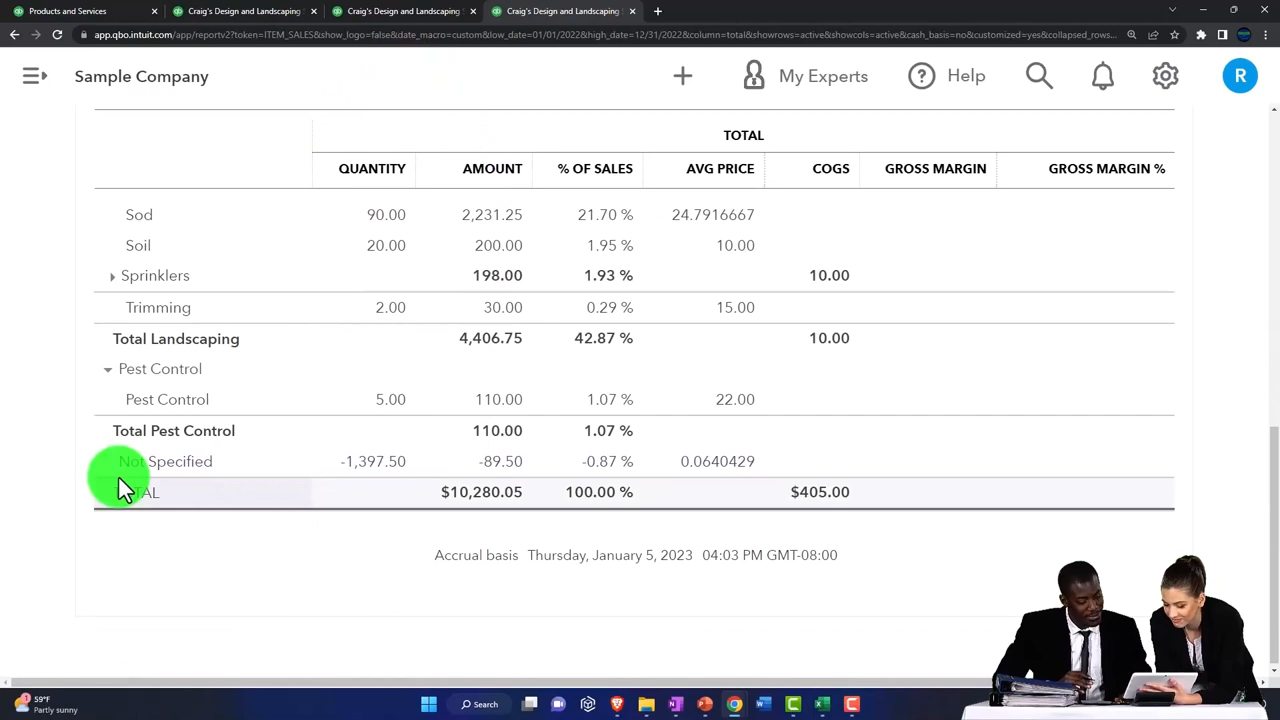 Products and Services
Craig's Design and Landscaping
Craig's Design and Landscaping S
Craig's Design and Landscaping S
app.qbo.intuit.com/app/reportv2?token=ITEM_SALES&show_logo=false&date_macro=custom&low_date=01/01/2022&high_date=12/31/2022&column=total&showrows=active&showcols=active&cash_basis=no&customized=yes&collapsed_rows...
Sample Company
My Experts
Help
R
TOTAL
QUANTITY AMOUNT % OF SALES AVG PRICE COGS GROSS MARGIN GROSS MARGIN %
Sod 90.00 2,231.25 21.70 % 24.7916667
Soil 20.00 200.00 1.95 % 10.00
Sprinklers 198.00 1.93 % 10.00
Trimming 2.00 30.00 0.29 % 15.00
Total Landscaping 4,406.75 42.87 % 10.00
Pest Control
Pest Control 5.00 110.00 1.07 % 22.00
Total Pest Control 110.00 1.07 %
Not Specified -1,397.50 -89.50 -0.87 % 0.0640429
TOTAL $10,280.05 100.00 % $405.00
Accrual basis Thursday, January 5, 2023 04:03 PM GMT-08:00
59°F
Partly sunny
Search